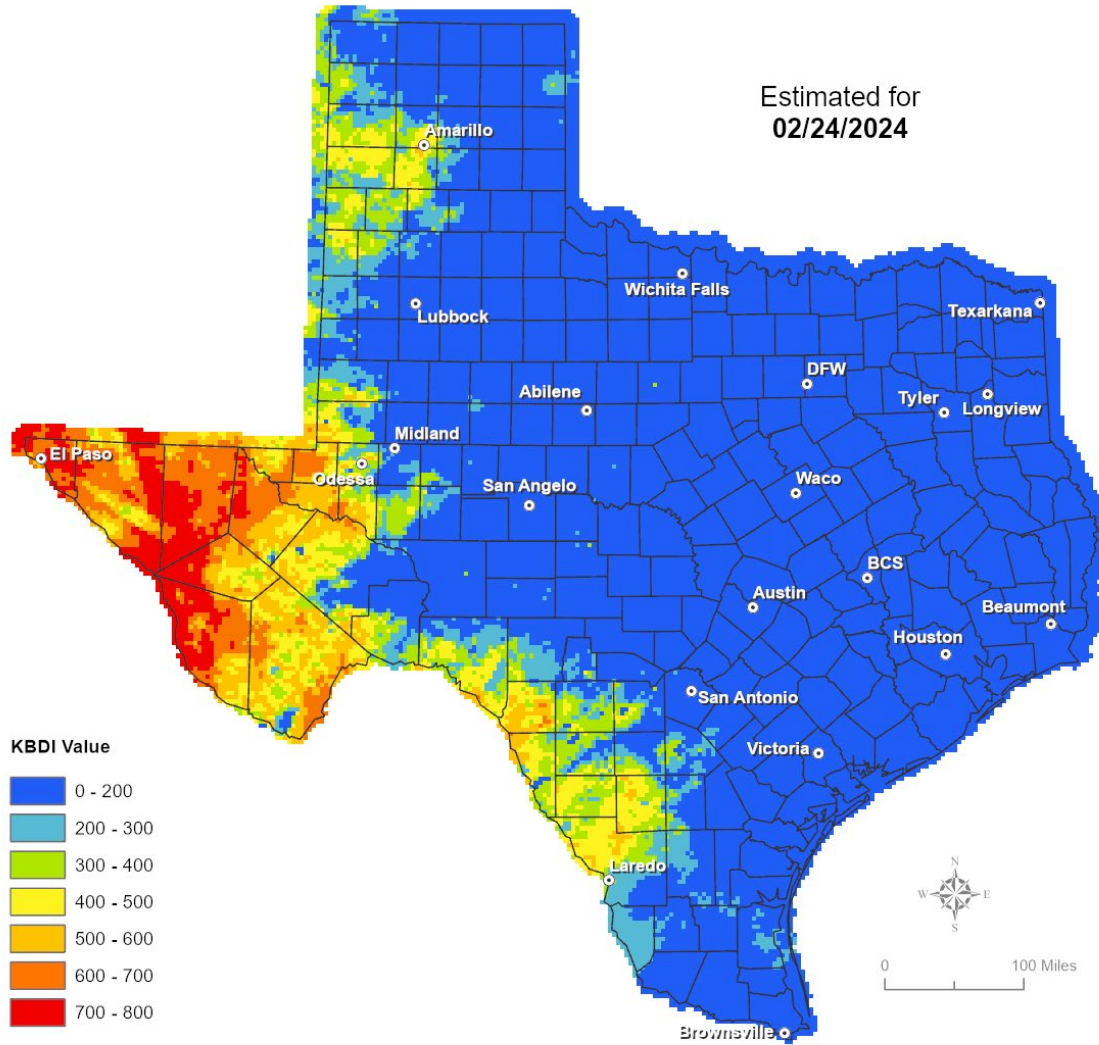 Estimated for
02/24/2024
Amarillo
Wichita Falls
Lubbock
Texarkana
DFW
Abilene
Tyler
Longview
Midland
El Paso
Odessa
San Angelo
Waco
BCS
Austin
Beaumont
Houston
San Antonio
Victoria
KBDI Value
0 - 200
200 - 300
300 - 400
400 - 500
500 - 600
600 - 700
700 - 800
Laredo
N
W E
S
0 100 Miles
Brownsville